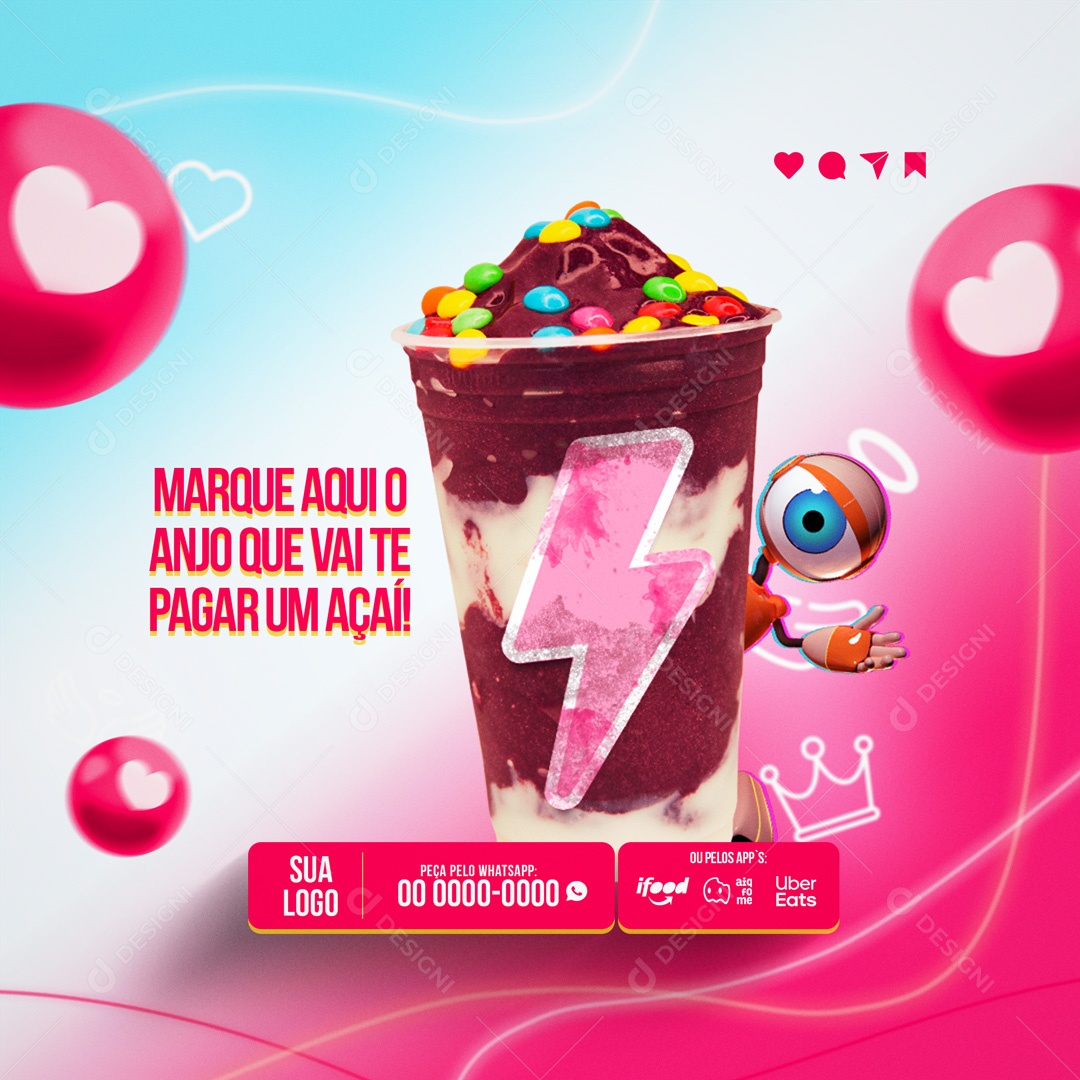 MARQUE AQUI O
ANJO QUE VAI TE
PAGAR UM AÇAÍ!
SUA
LOGO
PEÇA PELO WHATSAPP:
00 0000-0000
OU PELOS APP`S:
ifood
aiq
fo
me
Uber
Eats
DESIGNI